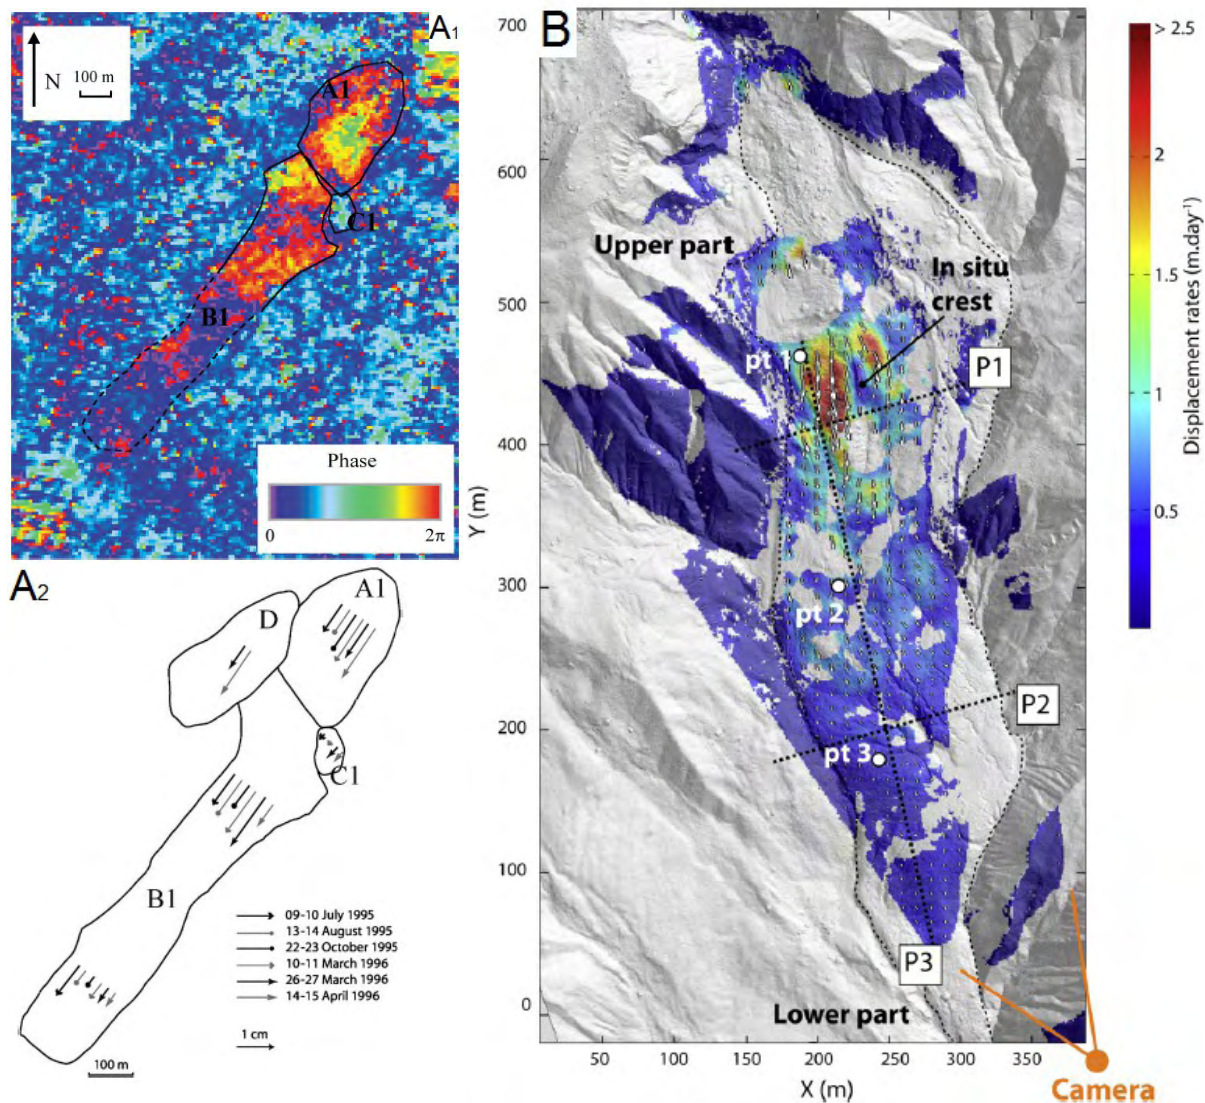 A1
N
100 m
A1
C1
B1
Phase
0
2π
A2
D
A1
C1
B1
09-10 July 1995
13-14 August 1995
22-23 October 1995
10-11 March 1996
26-27 March 1996
14-15 April 1996
1 cm
100 m
B
700
600
500
400
300
200
100
0
Y (m)
Upper part
In situ
crest
pt 1
P1
pt 2
P2
pt 3
P3
Lower part
50
100
150
200
250
300
350
X (m)
Camera
> 2.5
2
1.5
1
0.5
Displacement rates (m.day⁻¹)